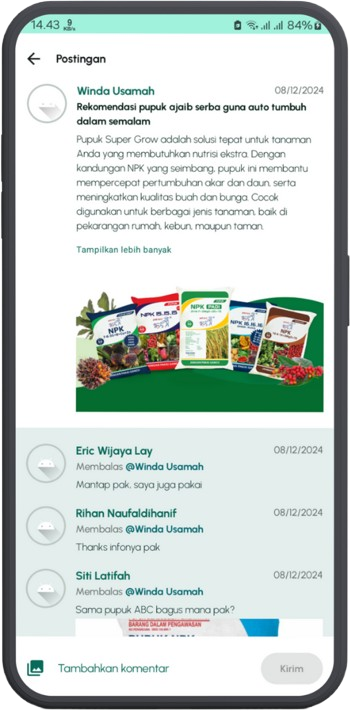 14.43
KB/s
84%
Postingan
Winda Usamah
08/12/2024
Rekomendasi pupuk ajaib serba guna auto tumbuh
dalam semalam
Pupuk Super Grow adalah solusi tepat untuk tanaman
Anda yang membutuhkan nutrisi ekstra. Dengan
kandungan NPK yang seimbang, pupuk ini membantu
mempercepat pertumbuhan akar dan daun, serta
meningkatkan kualitas buah dan bunga. Cocok
digunakan untuk berbagai jenis tanaman, baik di
pekarangan rumah, kebun, maupun taman.
Tampilkan lebih banyak
NPK
NPK
NPK PADI
NPK
NPK
Eric Wijaya Lay
08/12/2024
Membalas @Winda Usamah
Mantap pak, saya juga pakai
Rihan Naufaldihanif
08/12/2024
Membalas @Winda Usamah
Thanks infonya pak
Siti Latifah
08/12/2024
Membalas @Winda Usamah
Sama pupuk ABC bagus mana pak?
BARANG DALAM PENGAWASAN
PUPUK NPK
Tambahkan komentar
Kirim